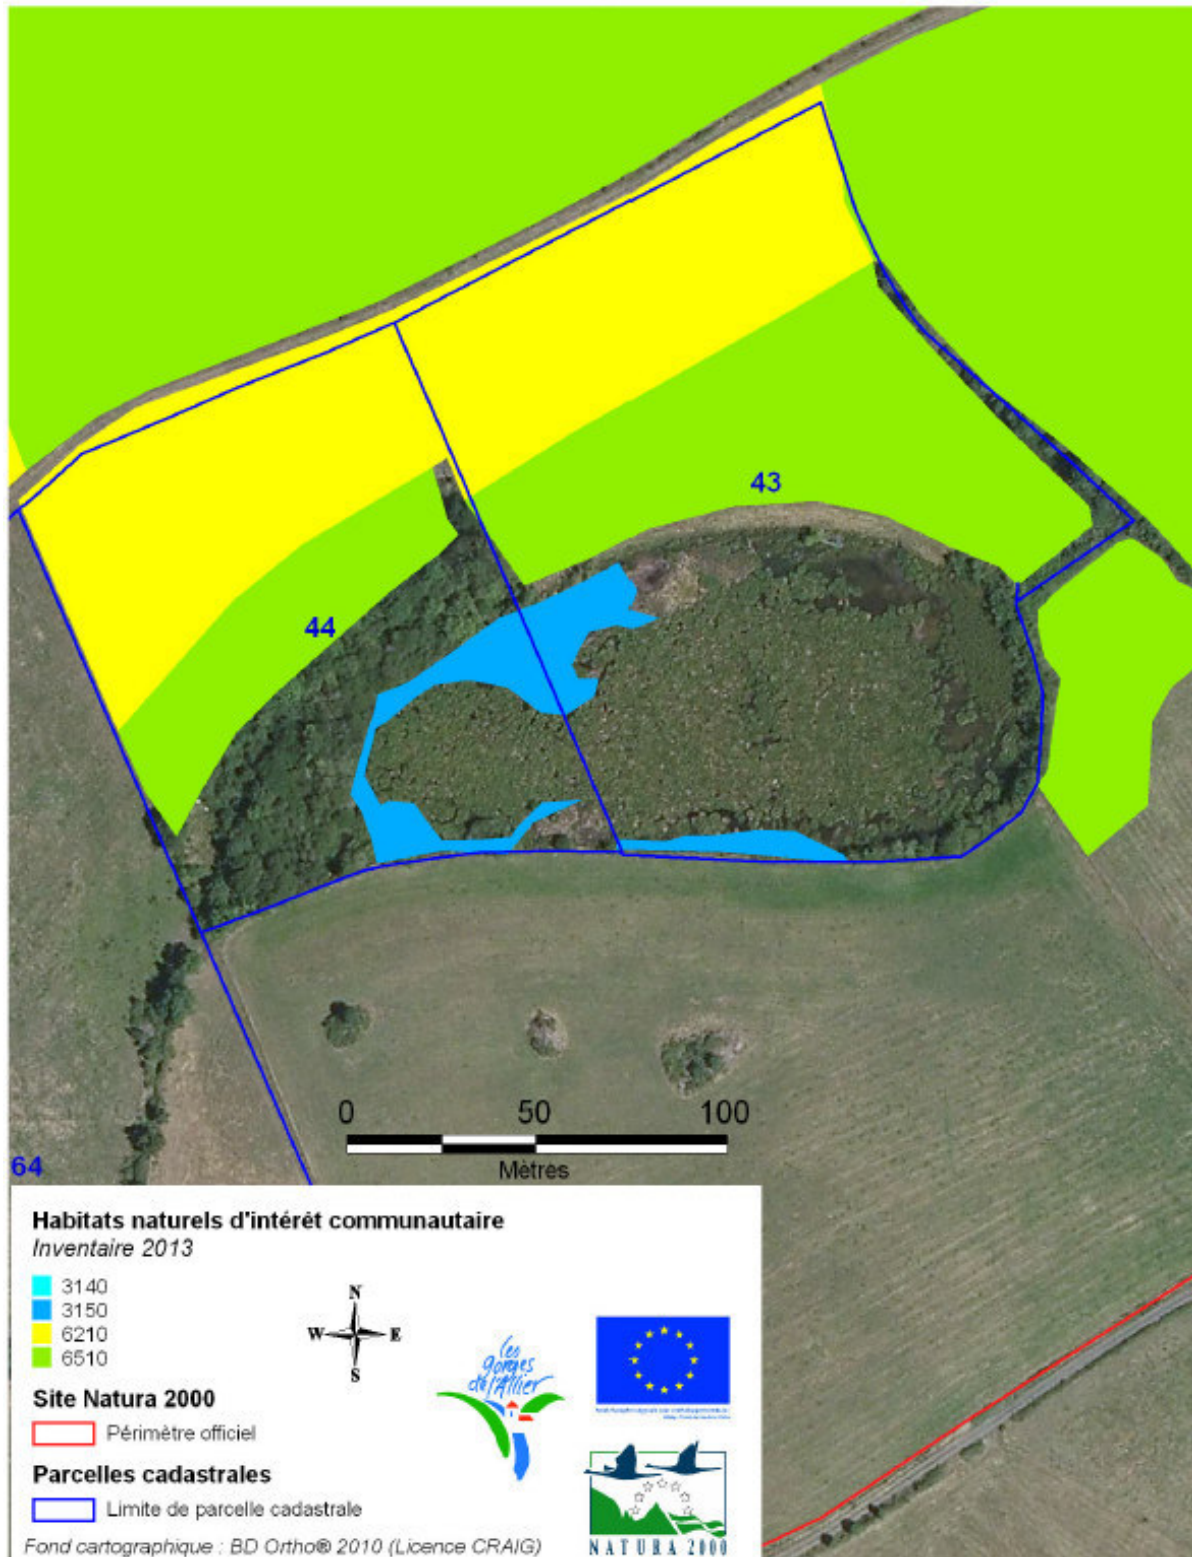 43
44
0 50 100
Mètres
64
Habitats naturels d'intérêt communautaire
Inventaire 2013
3140
3150
6210
6510
N
W E
S
les
gorges
de l'Allier
Site Natura 2000
Périmètre officiel
Parcelles cadastrales
Limite de parcelle cadastrale
NATURA 2000
Fond cartographique : BD Ortho® 2010 (Licence CRAIG)